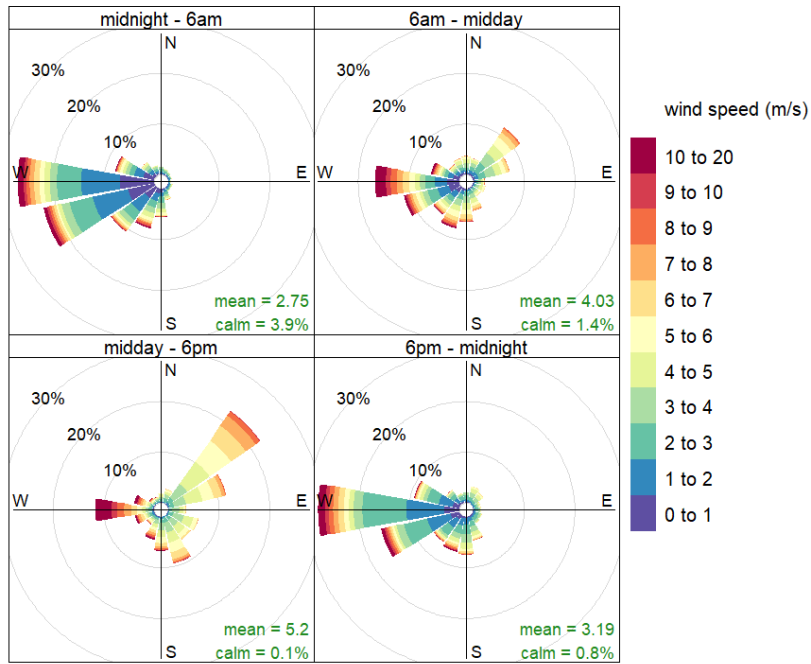 midnight - 6am
N
30%
20%
10%
W
E
S
mean = 2.75
calm = 3.9%
6am - midday
N
30%
20%
10%
W
E
S
mean = 4.03
calm = 1.4%
midday - 6pm
N
30%
20%
10%
W
E
S
mean = 5.2
calm = 0.1%
6pm - midnight
N
30%
20%
10%
W
E
S
mean = 3.19
calm = 0.8%
wind speed (m/s)
10 to 20
9 to 10
8 to 9
7 to 8
6 to 7
5 to 6
4 to 5
3 to 4
2 to 3
1 to 2
0 to 1